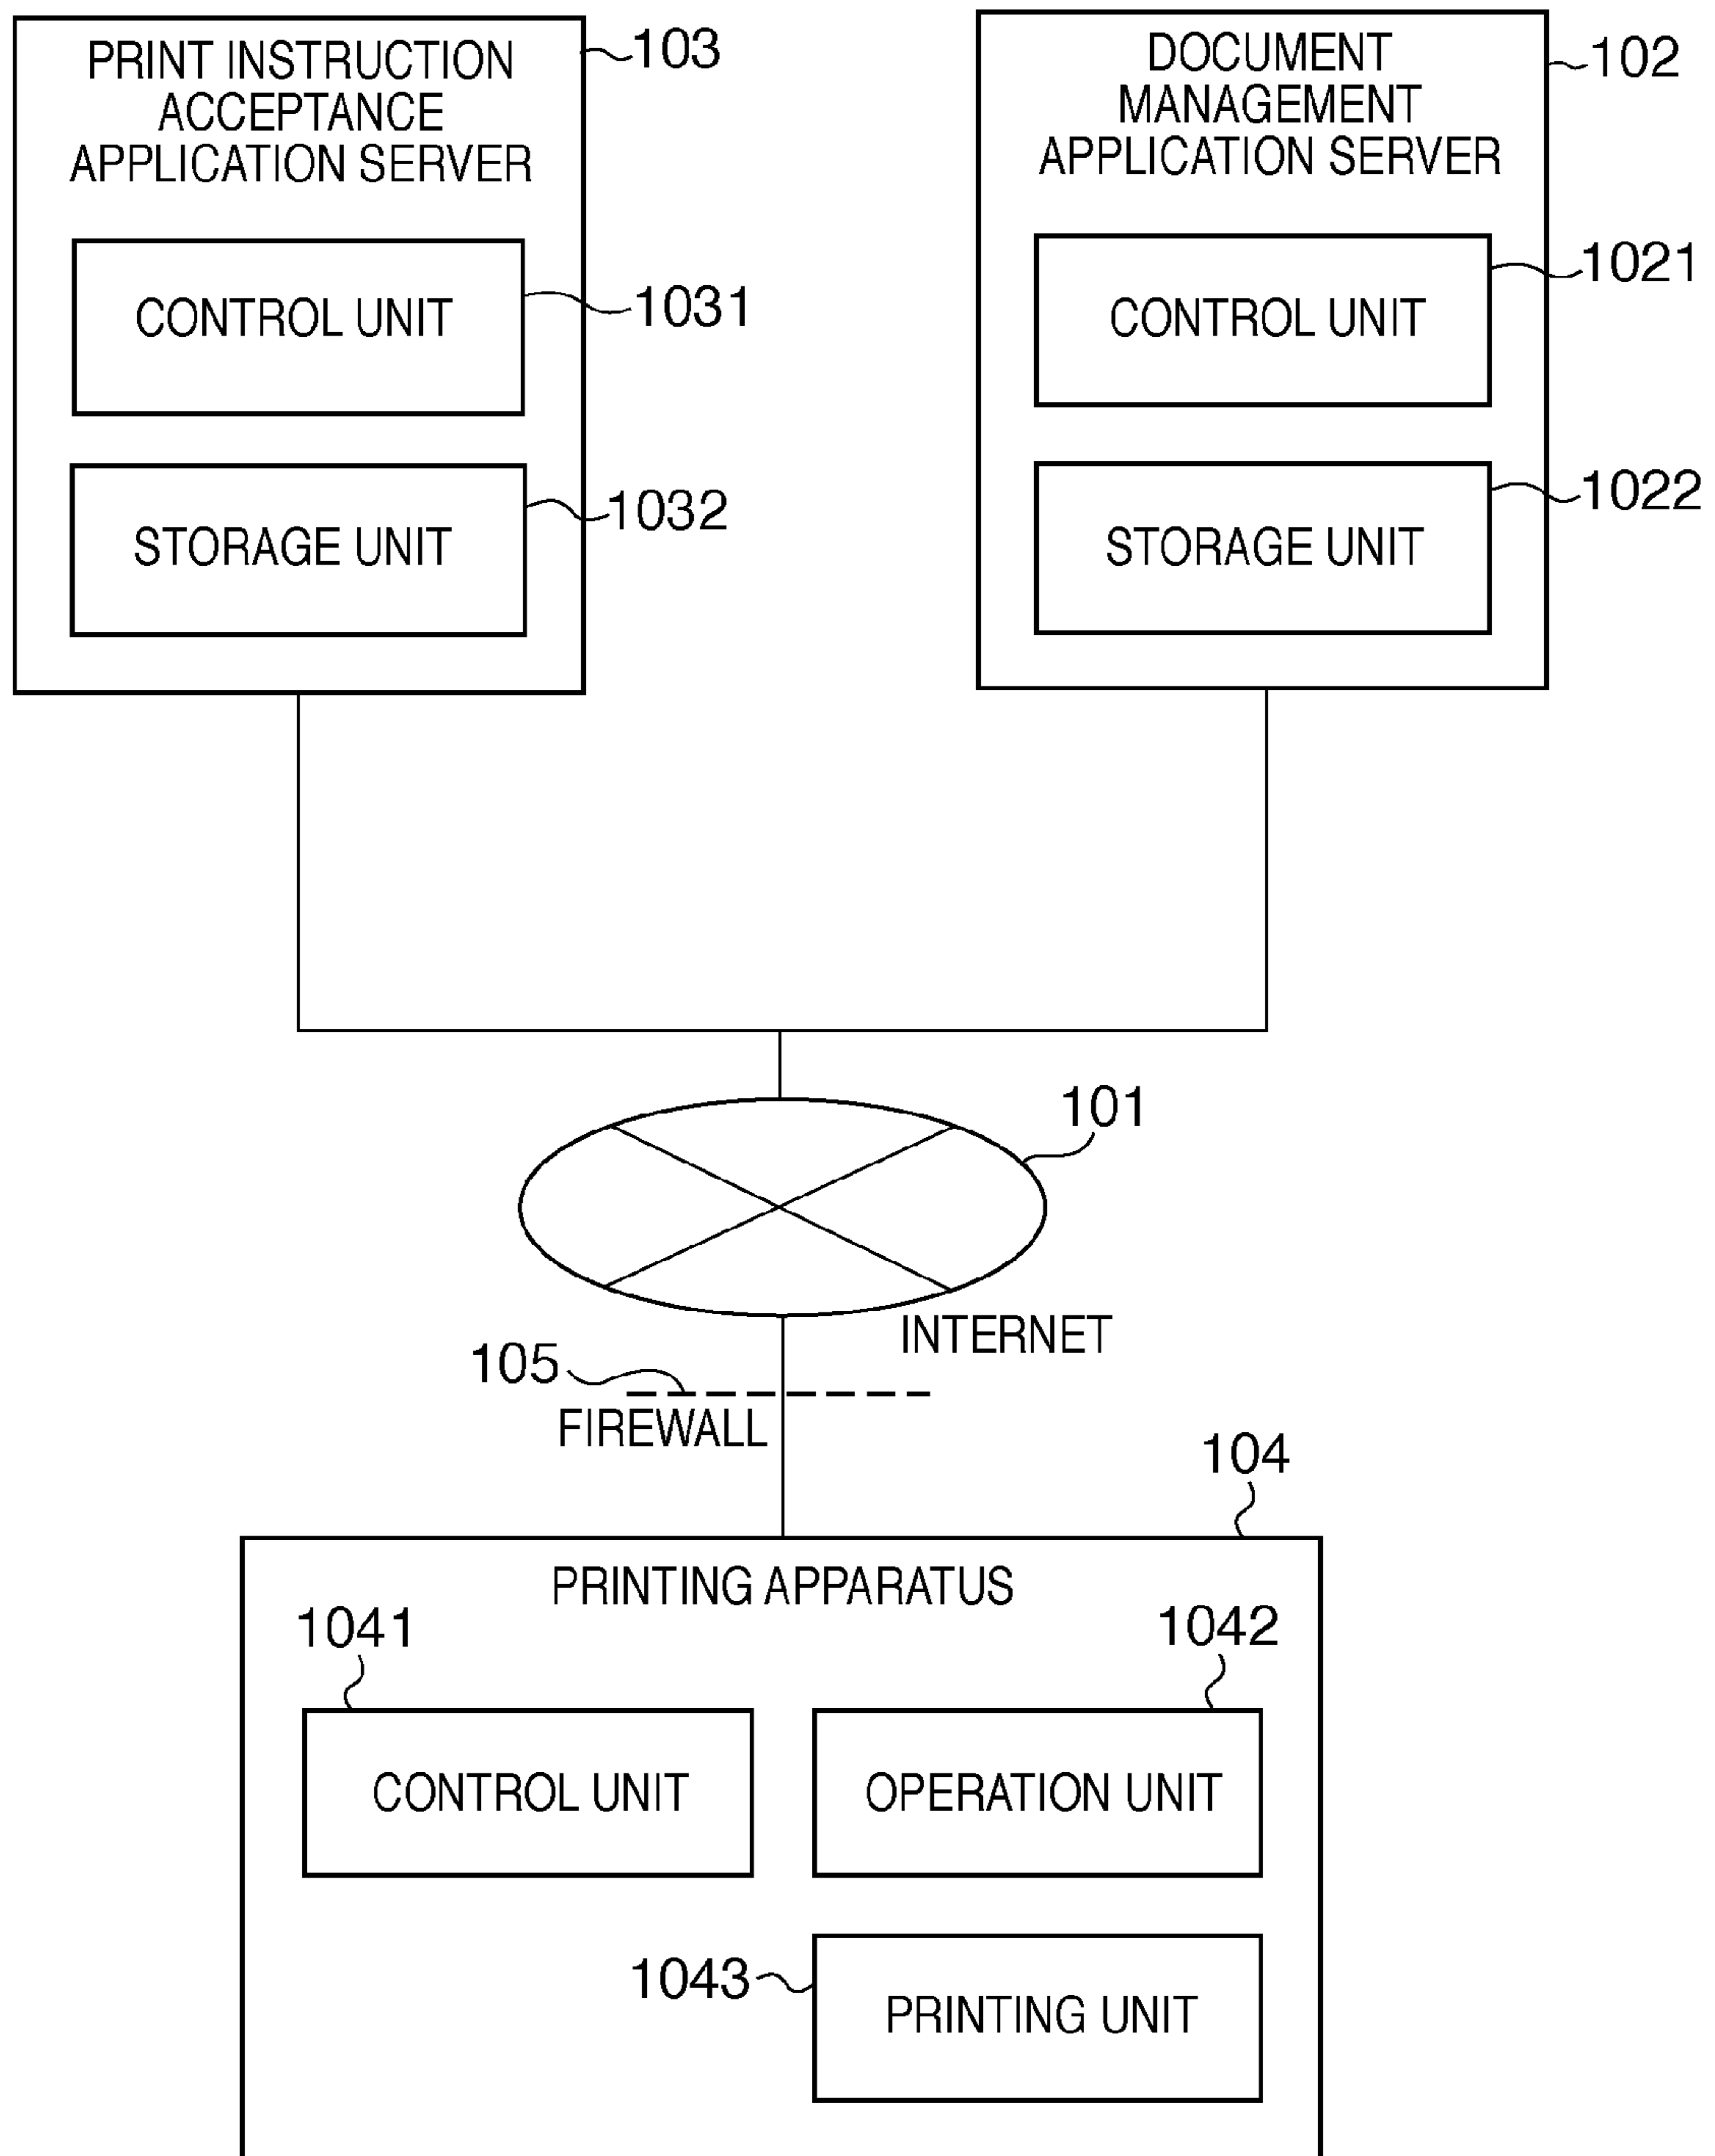 PRINT INSTRUCTION
ACCEPTANCE
APPLICATION SERVER
103
CONTROL UNIT
1031
STORAGE UNIT
1032
DOCUMENT
MANAGEMENT
APPLICATION SERVER
102
CONTROL UNIT
1021
STORAGE UNIT
1022
101
INTERNET
105
FIREWALL
104
PRINTING APPARATUS
1041
1042
CONTROL UNIT
OPERATION UNIT
1043
PRINTING UNIT